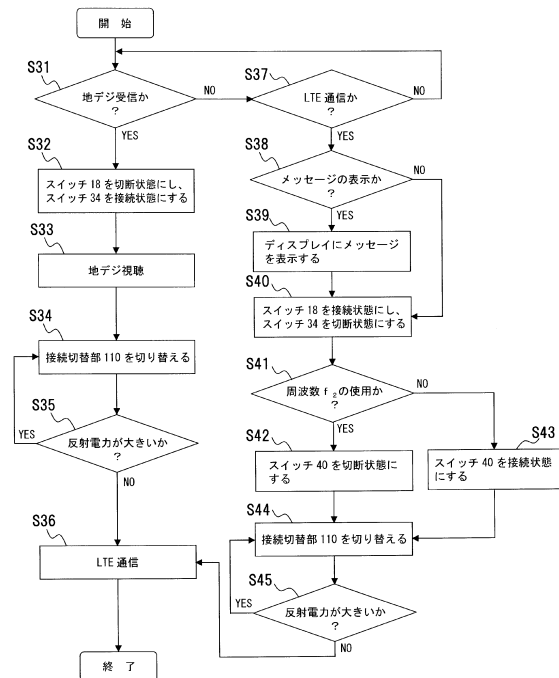 開 始
S31
地デジ受信か
?
NO
YES
S32
スイッチ 18 を切断状態にし、
スイッチ 34 を接続状態にする
S33
地デジ視聴
S34
接続切替部 110 を切り替える
S35
反射電力が大きいか
?
YES
NO
S36
LTE 通信
終 了
S37
LTE 通信か
?
NO
YES
S38
メッセージの表示か
?
NO
YES
S39
ディスプレイにメッセージ
を表示する
S40
スイッチ 18 を接続状態にし、
スイッチ 34 を切断状態にする
S41
周波数 f₂の使用か
?
NO
YES
S42
スイッチ 40 を切断状態に
する
S43
スイッチ 40 を接続状態
にする
S44
接続切替部 110 を切り替える
S45
反射電力が大きいか
?
YES
NO